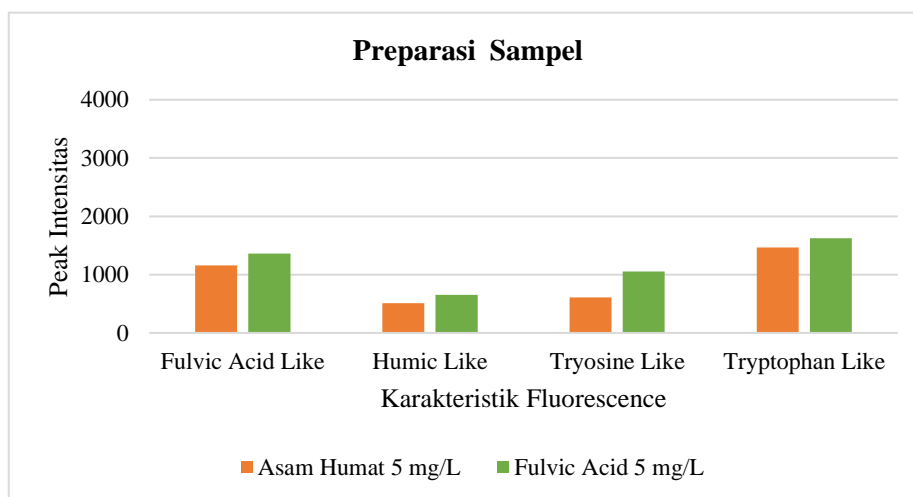 Preparasi Sampel
4000
3000
2000
1000
0
Peak Intensitas
Fulvic Acid Like
Humic Like
Tryosine Like
Tryptophan Like
Karakteristik Fluorescence
Asam Humat 5 mg/L
Fulvic Acid 5 mg/L